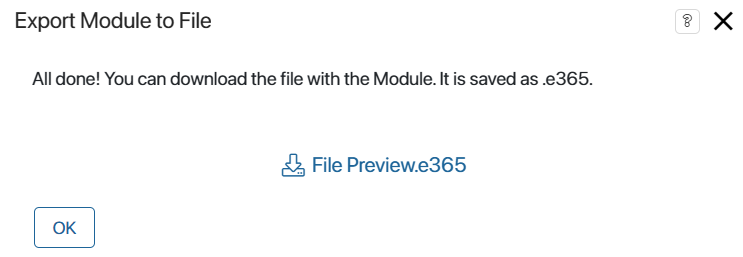 Export Module to File
?
All done! You can download the file with the Module. It is saved as .e365.
File Preview.e365
OK